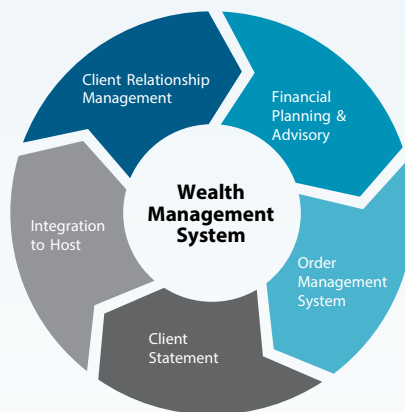 Client Relationship
Management
Financial
Planning &
Advisory
Wealth
Management
System
Integration
to Host
Order
Management
System
Client
Statement